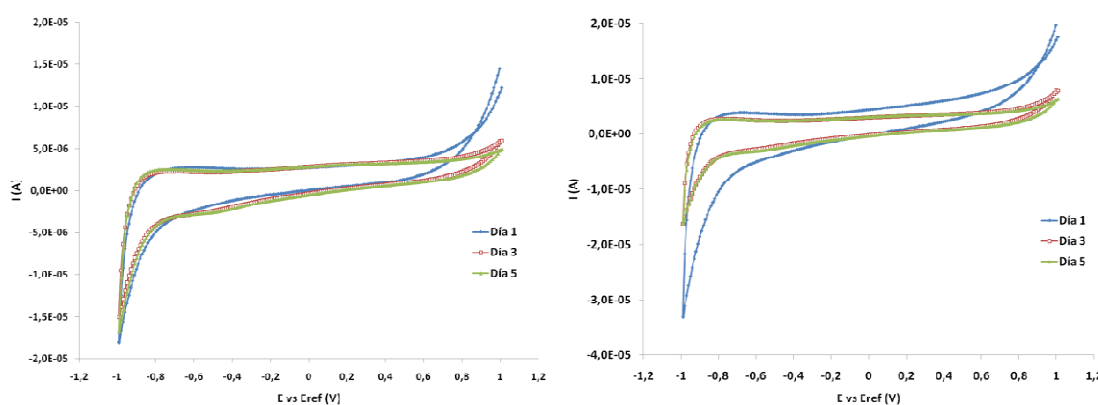 2,0E-05
1,5E-05
1,0E-05
5,0E-06
0,0E+00
-5,0E-06
-1,0E-05
-1,5E-05
-2,0E-05
I (A)
Día 1
Día 3
Día 5
-1,2 -1 -0,8 -0,6 -0,4 -0,2 0 0,2 0,4 0,6 0,8 1 1,2
E vs Eref (V)
2,0E-05
1,0E-05
0,0E+00
-1,0E-05
-2,0E-05
-3,0E-05
-4,0E-05
I (A)
Día 1
Día 3
Día 5
-1,2 -1 -0,8 -0,6 -0,4 -0,2 0 0,2 0,4 0,6 0,8 1 1,2
E vs Eref (V)